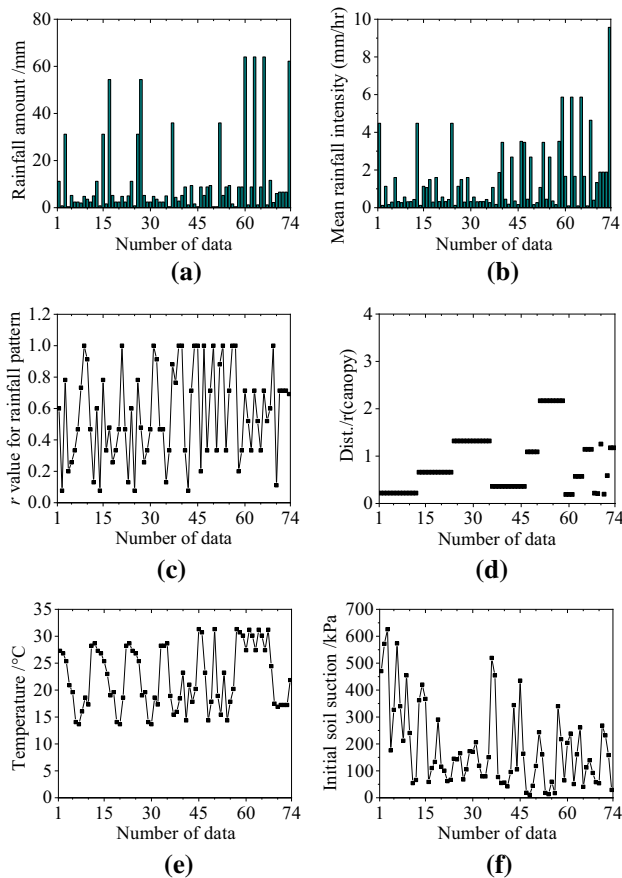 Rainfall amount /mm
80
60
40
20
0
1 15 30 45 60 74
Number of data
(a)
Mean rainfall intensity (mm/hr)
10
8
6
4
2
0
1 15 30 45 60 74
Number of data
(b)
r value for rainfall pattern
1.2
1.0
0.8
0.6
0.4
0.2
0.0
1 15 30 45 60 74
Number of data
(c)
Dist./r(canopy)
4
3
2
1
0
1 15 30 45 60 74
Number of data
(d)
Temperature /°C
35
30
25
20
15
10
5
0
1 15 30 45 60 74
Number of data
(e)
Initial soil suction /kPa
700
600
500
400
300
200
100
0
1 15 30 45 60 74
Number of data
(f)